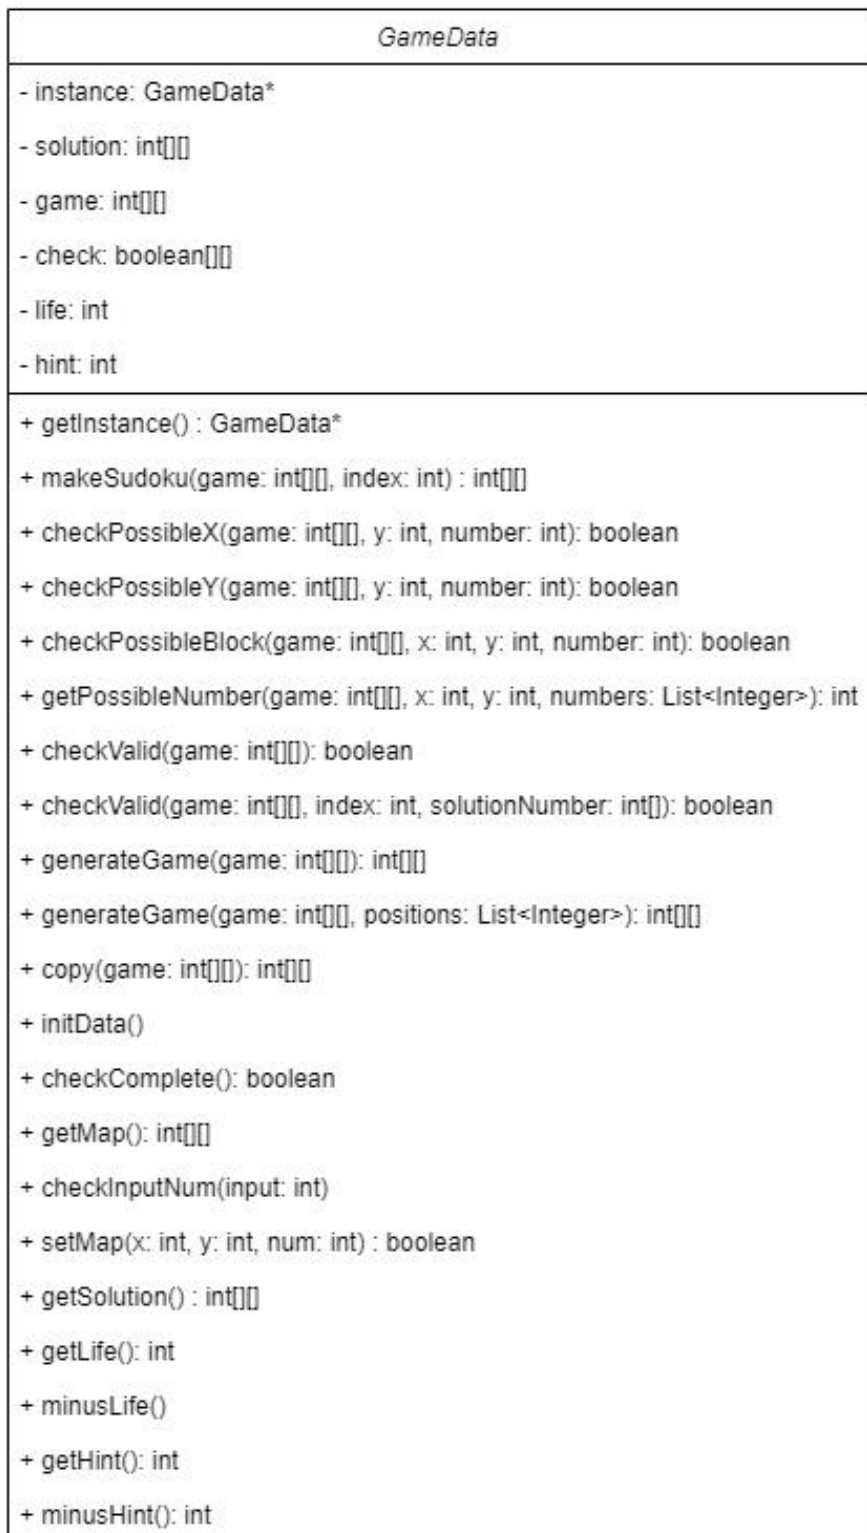 GameData
- instance: GameData*
- solution: int[][]
- game: int[][]
- check: boolean[][]
- life: int
- hint: int
+ getInstance() : GameData*
+ makeSudoku(game: int[][], index: int) : int[][]
+ checkPossibleX(game: int[][], y: int, number: int): boolean
+ checkPossibleY(game: int[][], y: int, number: int): boolean
+ checkPossibleBlock(game: int[][], x: int, y: int, number: int): boolean
+ getPossibleNumber(game: int[][], x: int, y: int, numbers: List<Integer>): int
+ checkValid(game: int[][]): boolean
+ checkValid(game: int[][], index: int, solutionNumber: int[]): boolean
+ generateGame(game: int[][]): int[][]
+ generateGame(game: int[][], positions: List<Integer>): int[][]
+ copy(game: int[][]): int[][]
+ initData()
+ checkComplete(): boolean
+ getMap(): int[][]
+ checkInputNum(input: int)
+ setMap(x: int, y: int, num: int) : boolean
+ getSolution() : int[][]
+ getLife(): int
+ minusLife()
+ getHint(): int
+ minusHint(): int